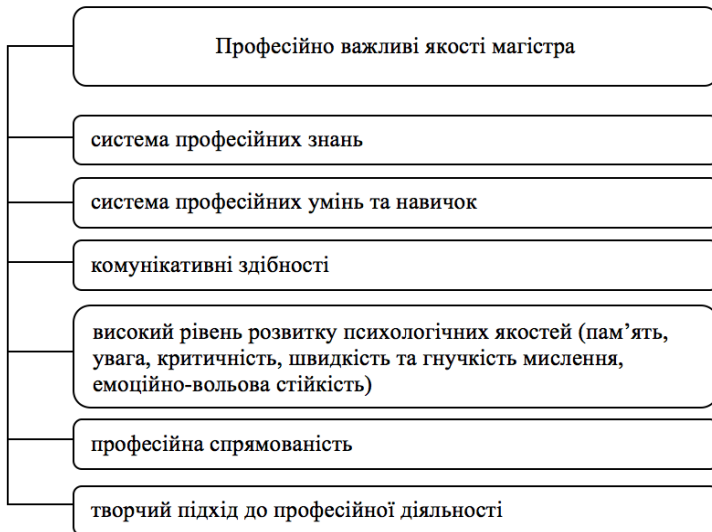 Професійно важливі якості магістра
система професійних знань
система професійних умінь та навичок
комунікативні здібності
високий рівень розвитку психологічних якостей (пам’ять,
увага, критичність, швидкість та гнучкість мислення,
емоційно-вольова стійкість)
професійна спрямованість
творчий підхід до професійної діяльності